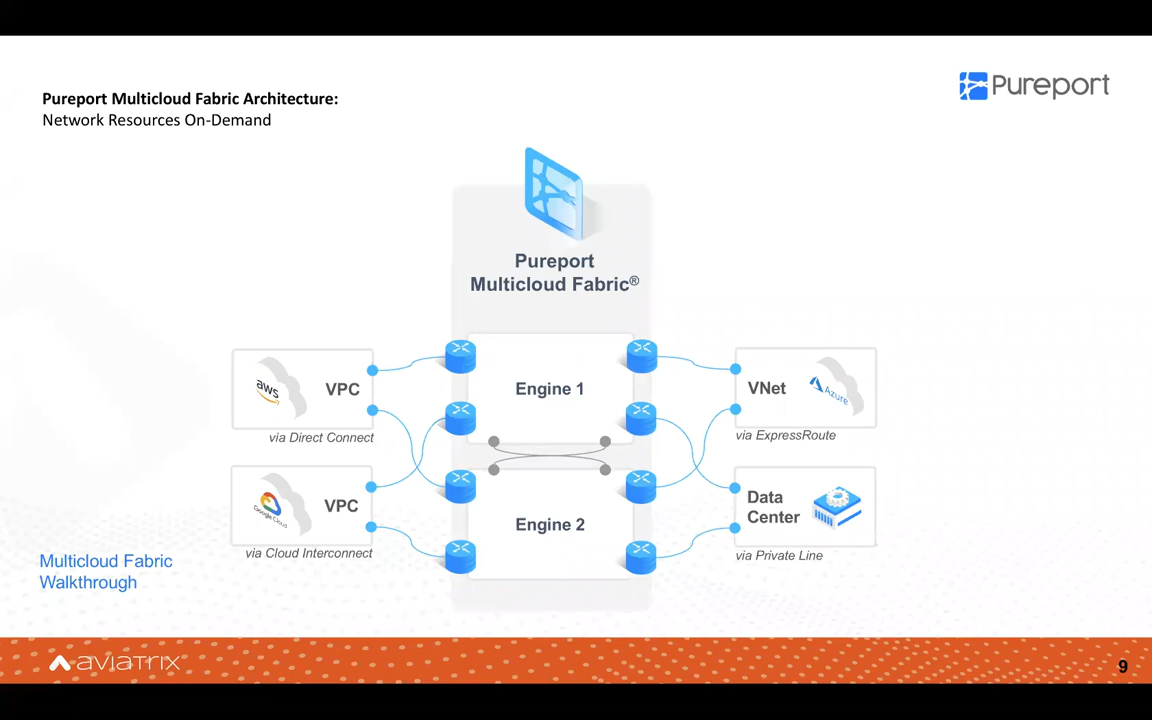 Pureport Multicloud Fabric Architecture:
Network Resources On-Demand
Pureport
Pureport
Multicloud Fabric®
aws
VPC
via Direct Connect
Google Cloud
VPC
via Cloud Interconnect
Engine 1
Engine 2
VNet
Azure
via ExpressRoute
Data
Center
via Private Line
Multicloud Fabric
Walkthrough
aviatrix
9